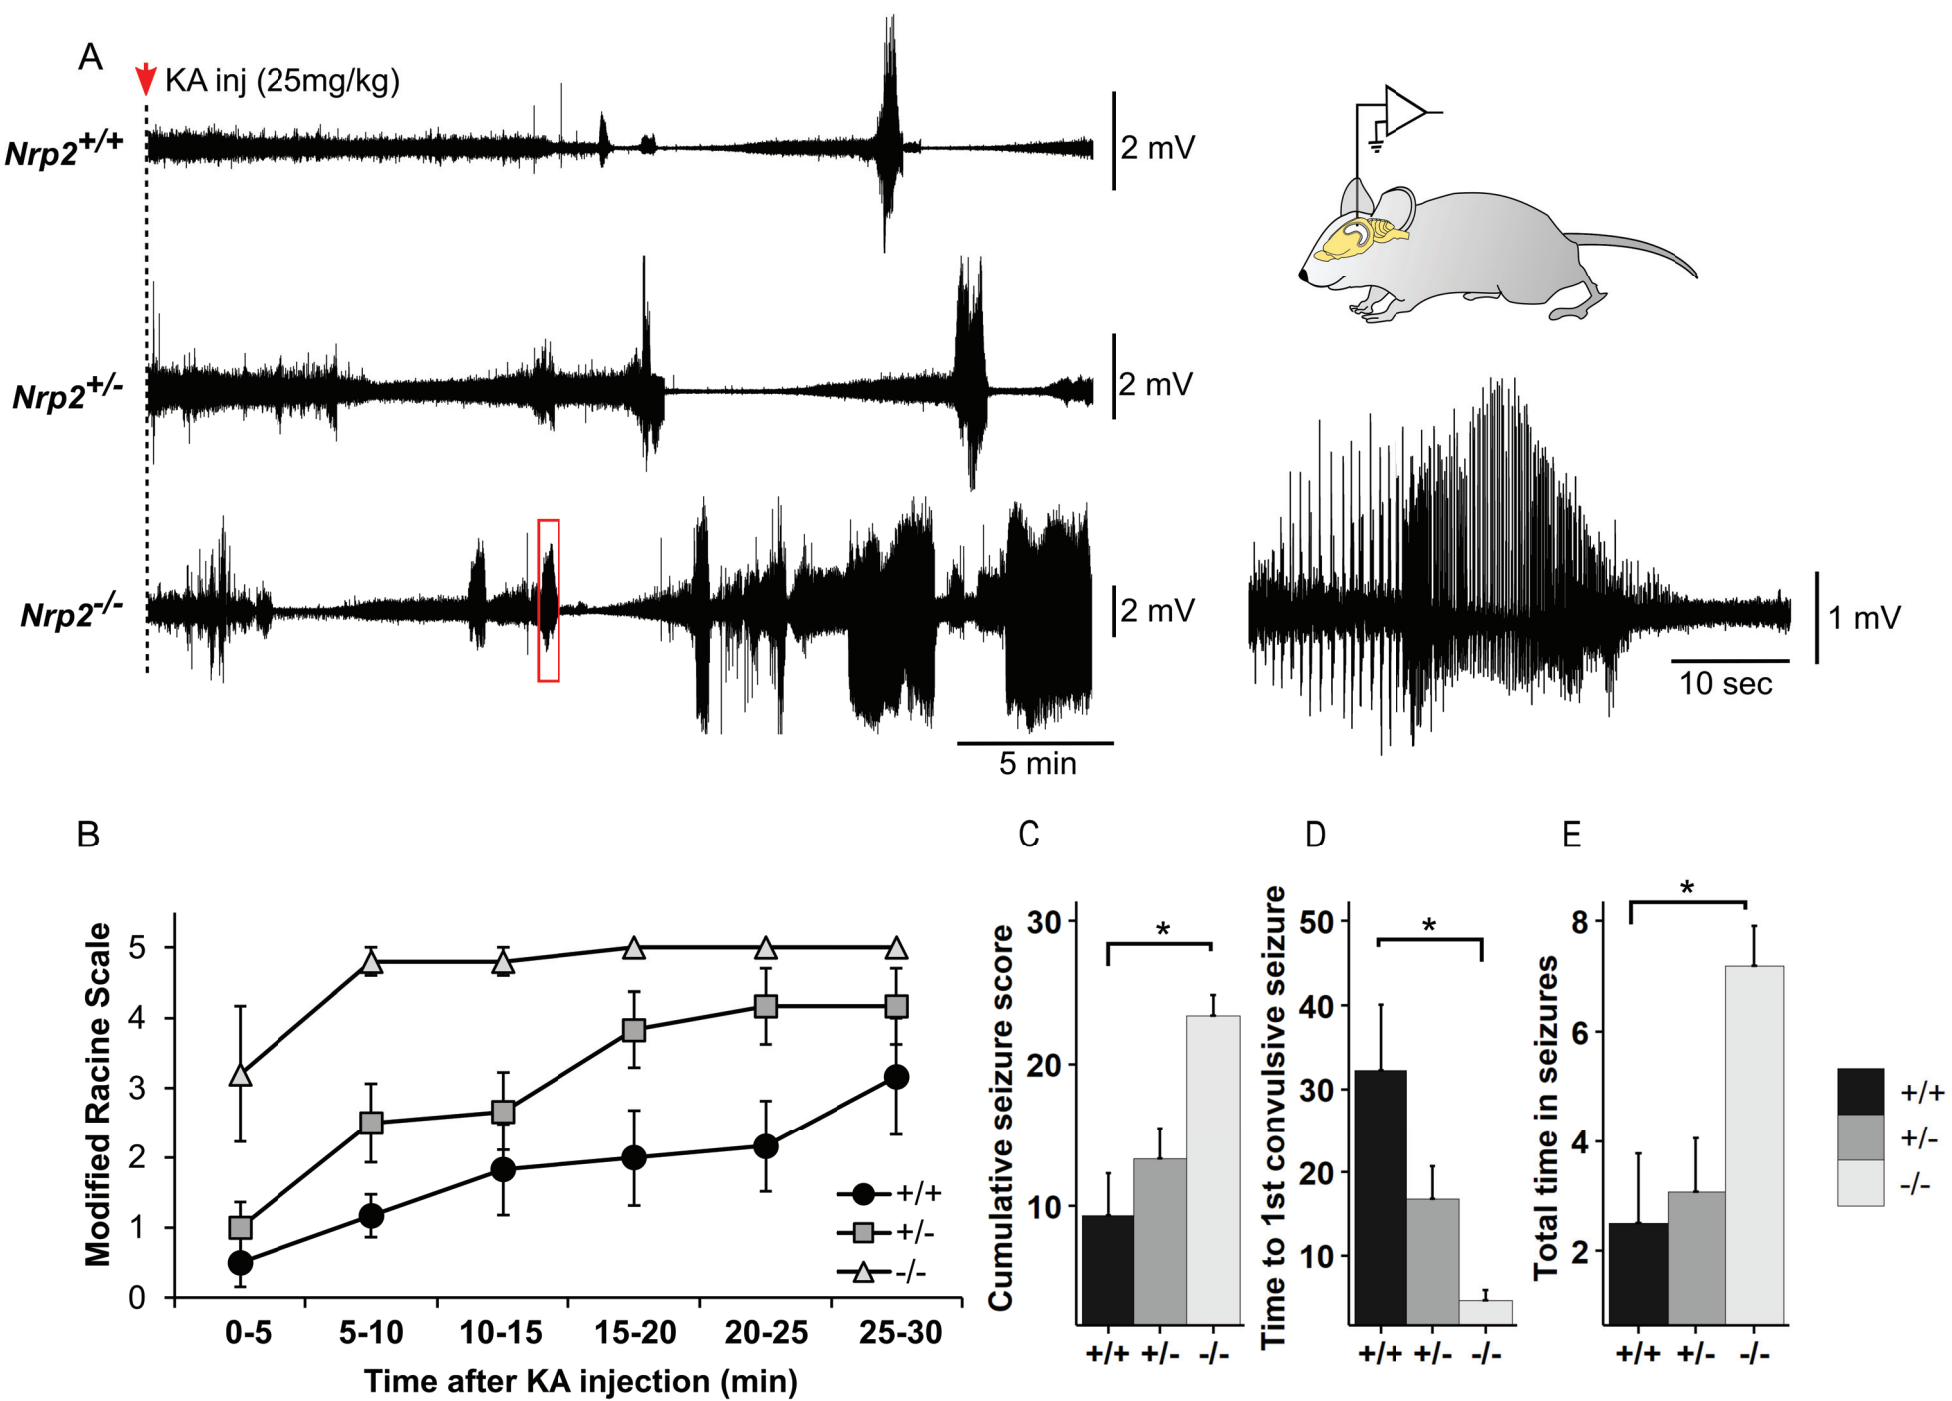 A
KA inj (25mg/kg)
Nrp2+/+
2 mV
Nrp2+/-
2 mV
Nrp2-/-
2 mV
5 min
1 mV
10 sec
B
Modified Racine Scale
5
4
3
2
1
0
+/+
+/-
-/-
0-5 5-10 10-15 15-20 20-25 25-30
Time after KA injection (min)
C
Cumulative seizure score
30
20
10
*
+/+ +/- -/-
D
Time to 1st convulsive seizure
50
40
30
20
10
*
+/+ +/- -/-
E
Total time in seizures
8
6
4
2
*
+/+ +/- -/-
+/+
+/-
-/-